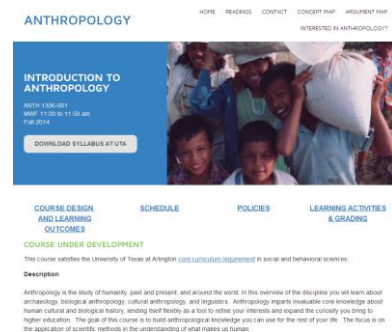 ANTHROPOLOGY
HOME READINGS CONTACT CONCEPT MAP ARGUMENT MAP
INTERESTED IN ANTHROPOLOGY?
INTRODUCTION TO
ANTHROPOLOGY
ANTH 1306-001
MWF 11:00 to 11:50 am
Fall 2014
DOWNLOAD SYLLABUS AT UTA
COURSE DESIGN
AND LEARNING
OUTCOMES
SCHEDULE
POLICIES
LEARNING ACTIVITIES
& GRADING
COURSE UNDER DEVELOPMENT
This course satisfies the University of Texas at Arlington core curriculum requirement in social and behavioral sciences
Description
Anthropology is the study of humanity, past and present, and around the world. In this overview of the discipline you will learn about
archaeology, biological anthropology, cultural anthropology, and linguistics. Anthropology imparts invaluable core knowledge about
human cultural and biological history, lending itself flexibly as a tool to refine your interests and expand the curiosity you bring to
higher education. The goal of this course is to build anthropological knowledge you can use for the rest of your life. The focus is on
the application of scientific methods in the understanding of what makes us human.